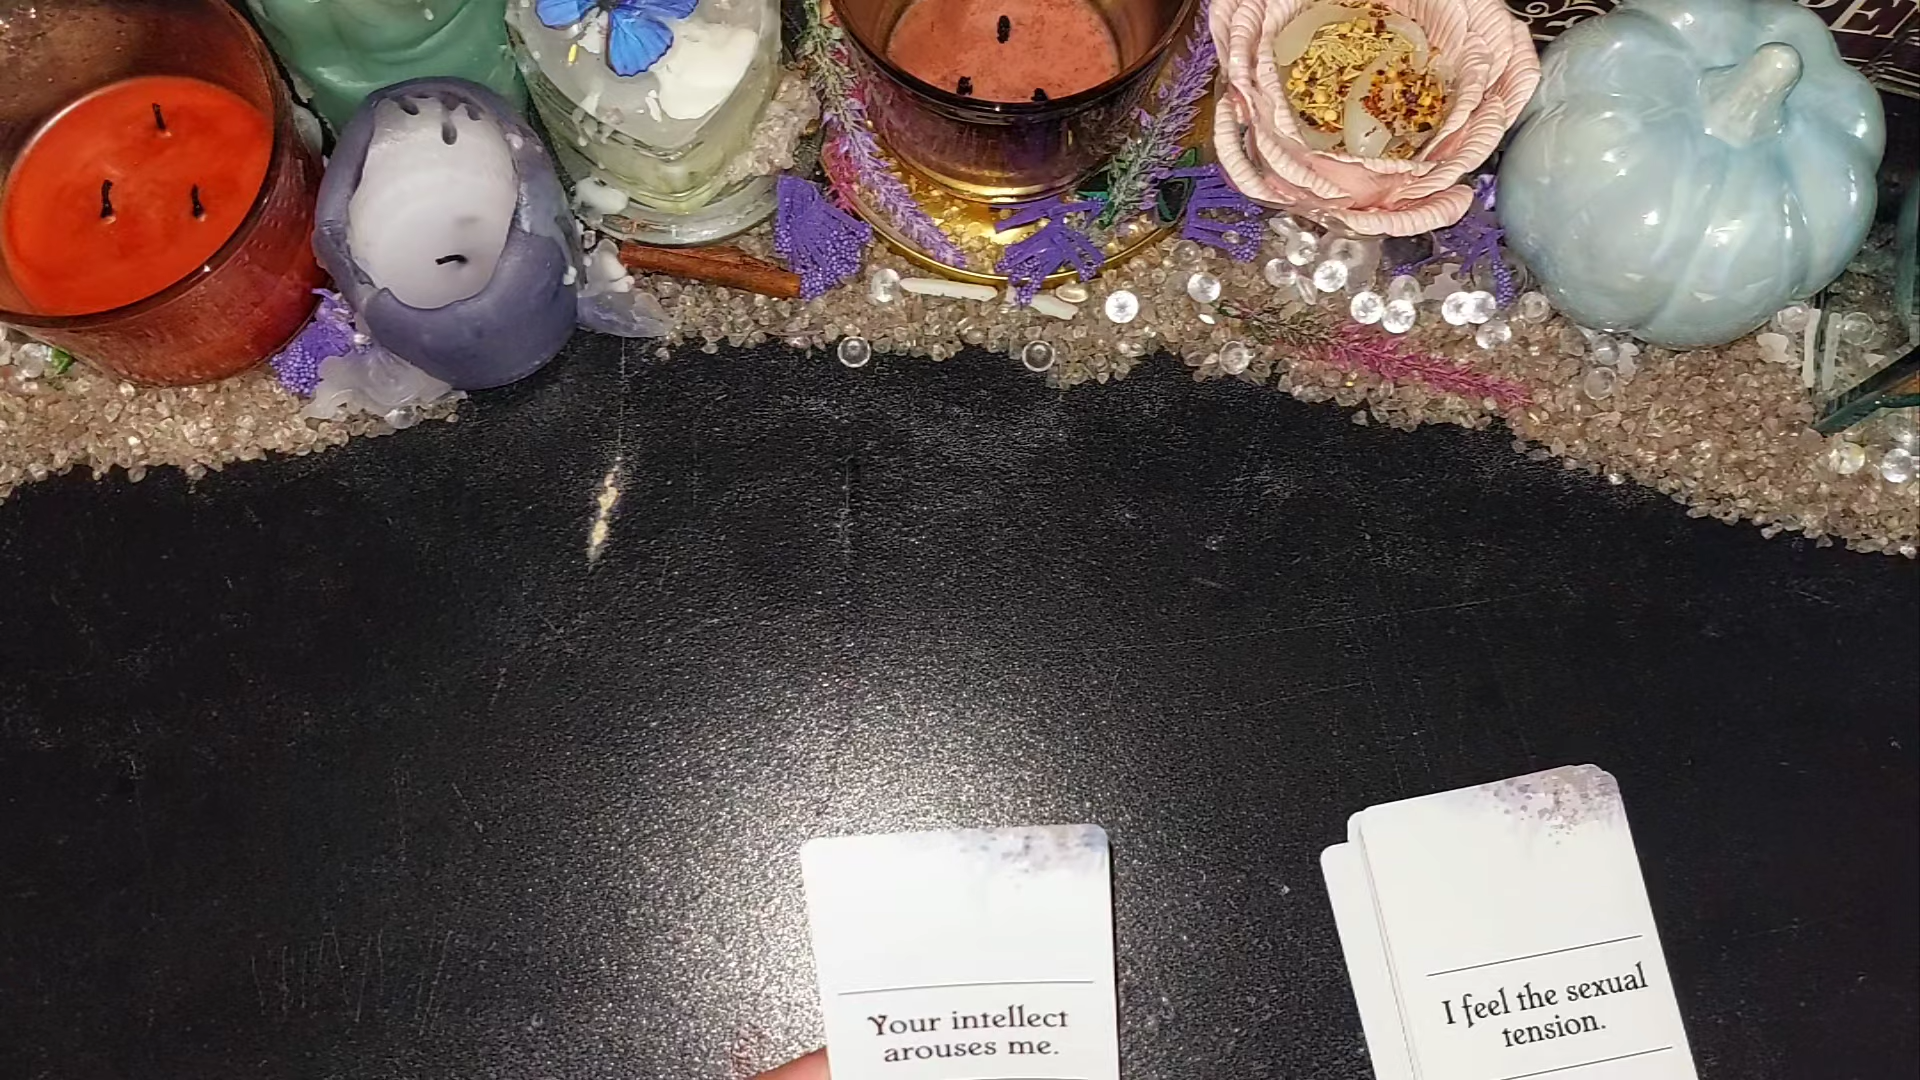 Your intellect
arouses me.
I feel the sexual
tension.